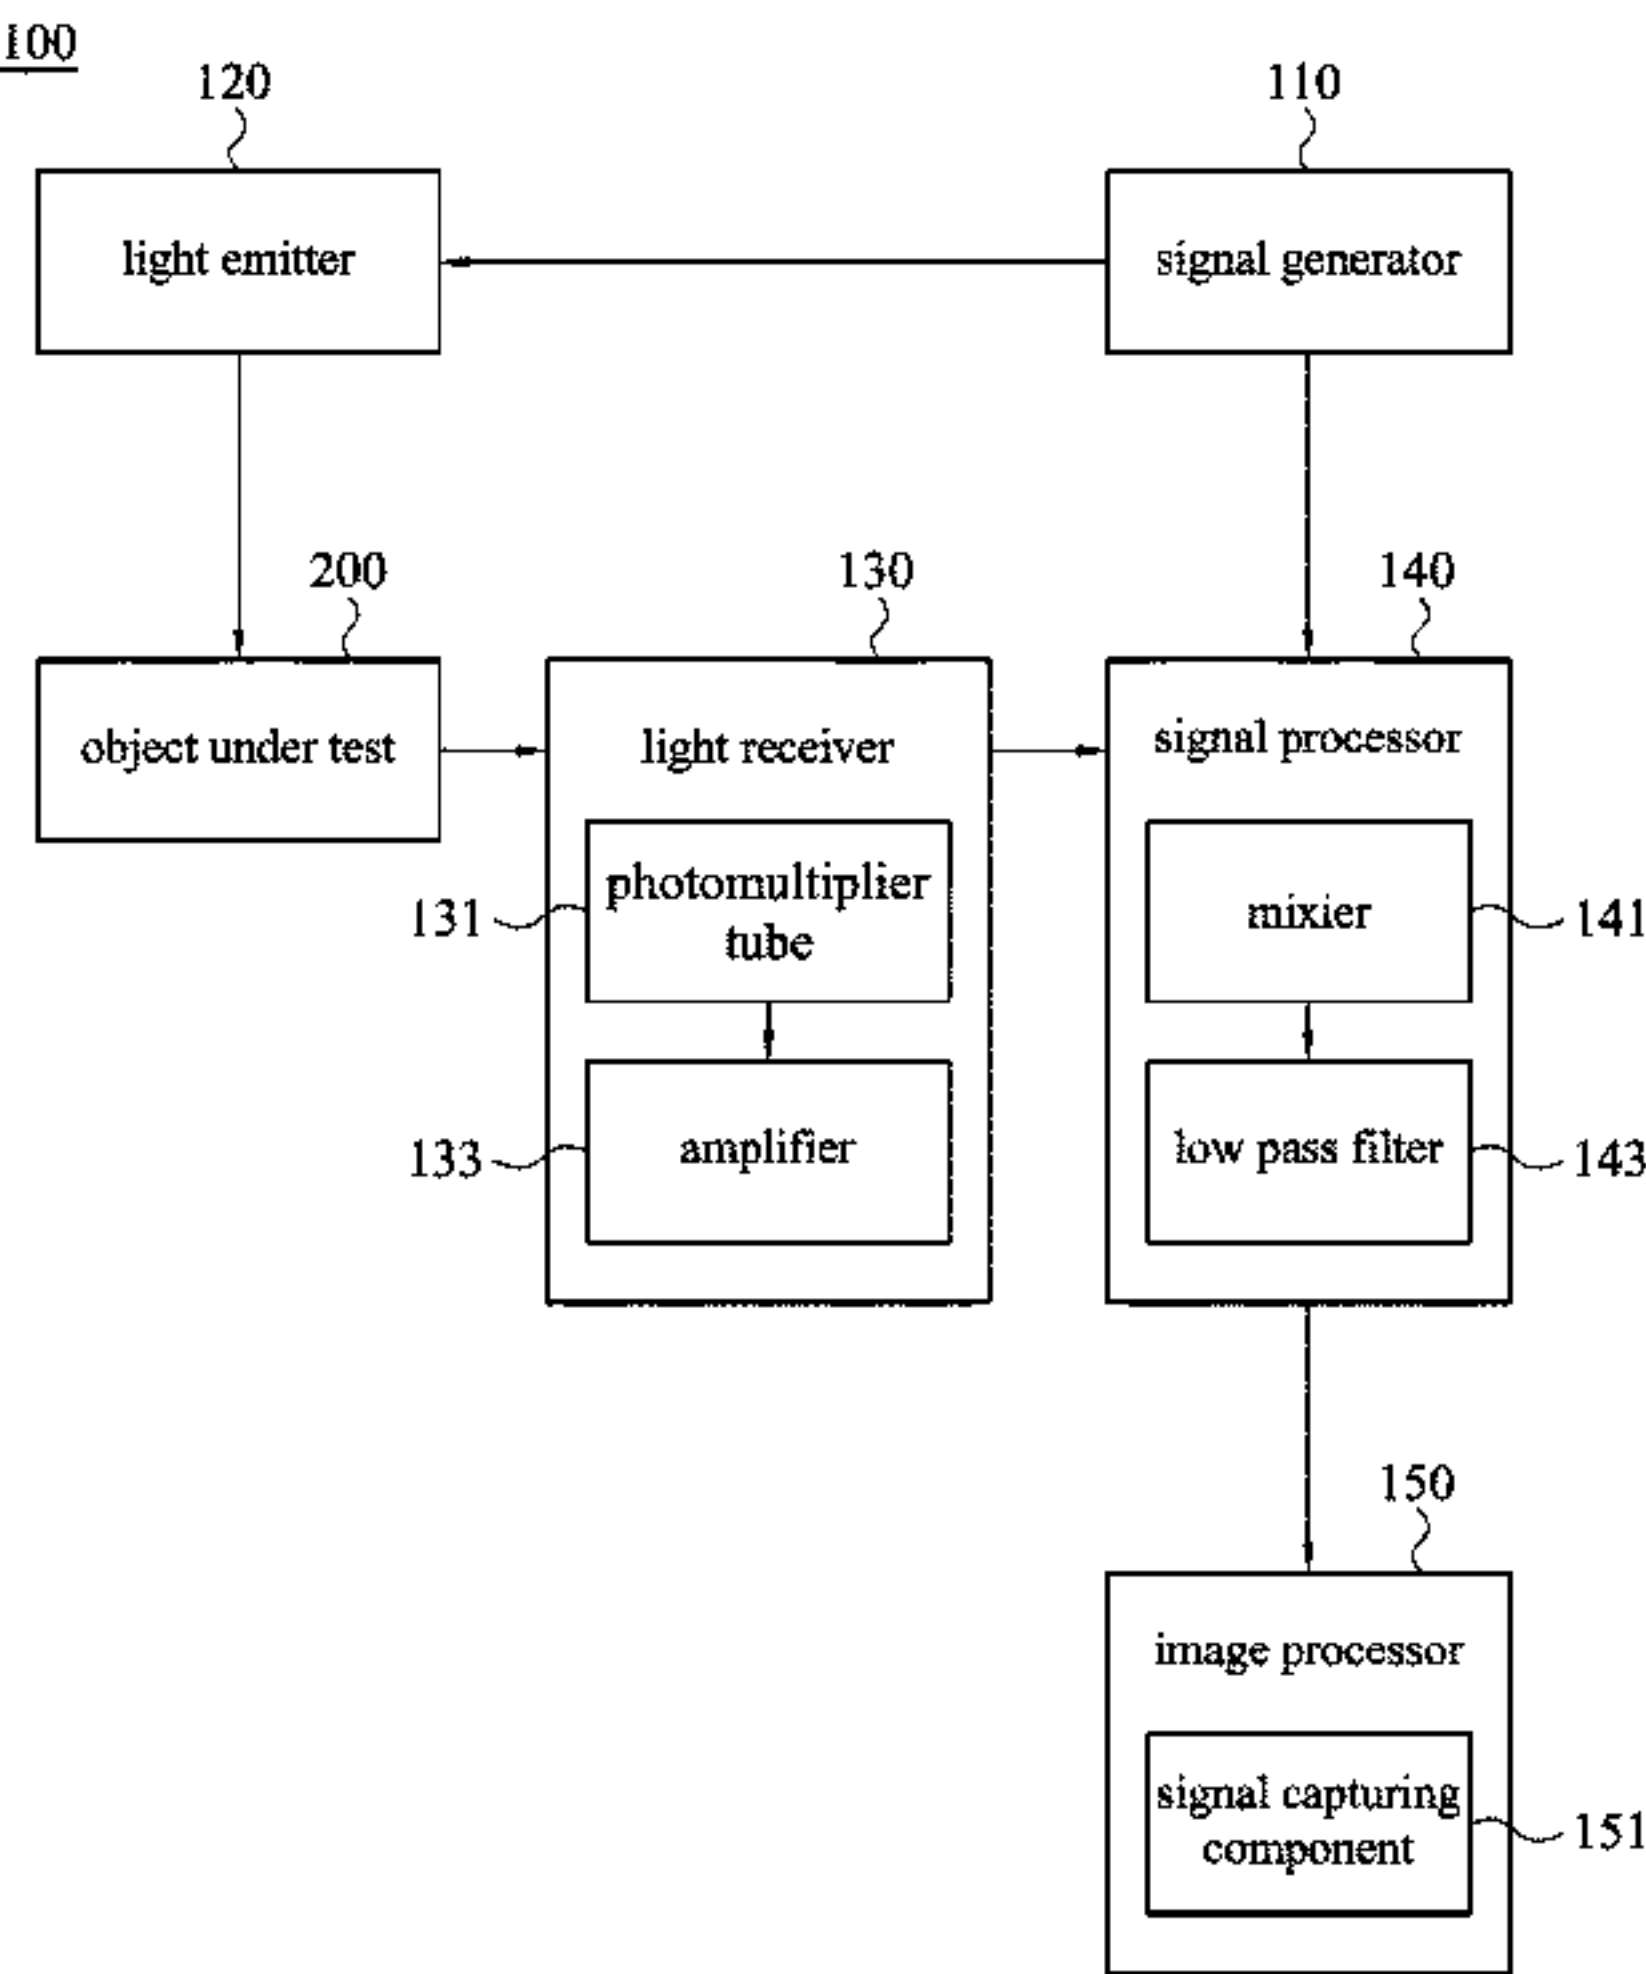 100
120
110
light emitter
signal generator
200
130
140
object under test
light receiver
signal processor
131
photomultiplier
tube
mixier
141
133
amplifier
low pass filter
143
150
image processor
signal capturing
component
151